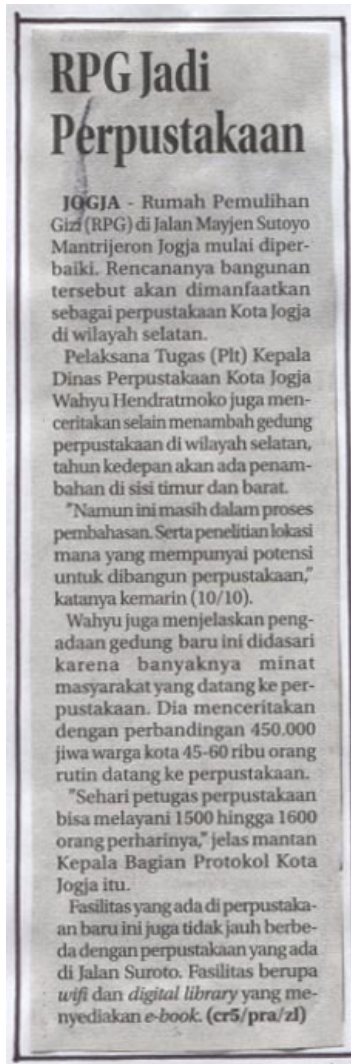 RPG Jadi
Perpustakaan
JOGJA - Rumah Pemulihan
Gizi (RPG) di Jalan Mayjen Sutoyo
Mantrijeron Jogja mulai diper-
baiki. Rencananya bangunan
tersebut akan dimanfaatkan
sebagai perpustakaan Kota Jogja
di wilayah selatan.
Pelaksana Tugas (Plt) Kepala
Dinas Perpustakaan Kota Jogja
Wahyu Hendratmoko juga men-
ceritakan selain menambah gedung
perpustakaan di wilayah selatan,
tahun kedepan akan ada penam-
bahan di sisi timur dan barat.
"Namun ini masih dalam proses
pembahasan. Serta penelitian lokasi
mana yang mempunyai potensi
untuk dibangun perpustakaan,"
katanya kemarin (10/10).
Wahyu juga menjelaskan peng-
adaan gedung baru ini didasari
karena banyaknya minat
masyarakat yang datang ke per-
pustakaan. Dia menceritakan
dengan perbandingan 450.000
jiwa warga kota 45-60 ribu orang
rutin datang ke perpustakaan.
"Sehari petugas perpustakaan
bisa melayani 1500 hingga 1600
orang perharinya," jelas mantan
Kepala Bagian Protokol Kota
Jogja itu.
Fasilitas yang ada di perpustaka-
an baru ini juga tidak jauh berbe-
da dengan perpustakaan yang ada
di Jalan Suroto. Fasilitas berupa
wifi dan digital library yang me-
nyediakan e-book. (cr5/pra/zl)